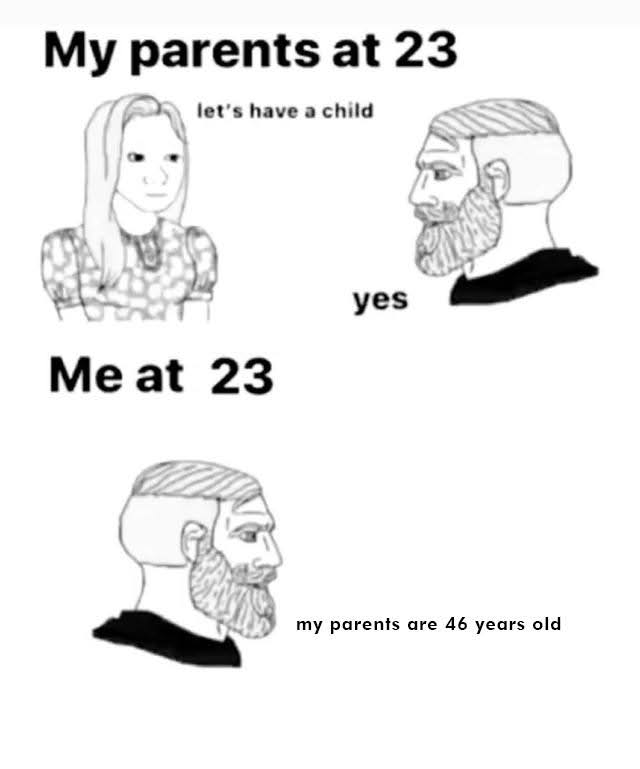 My parents at 23
let's have a child
yes
Me at 23
my parents are 46 years old